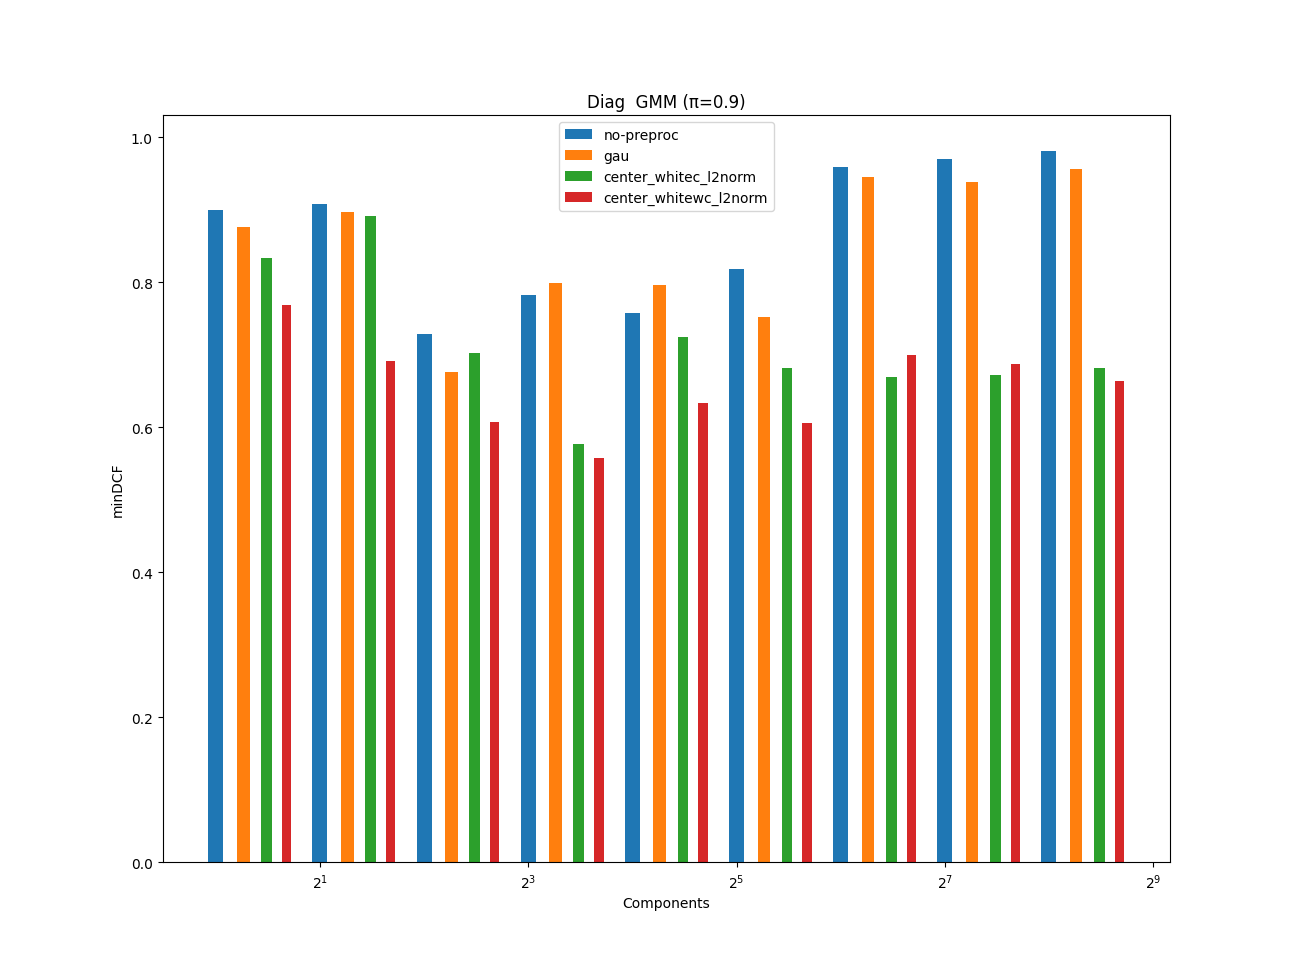 Diag  GMM (π=0.9)
no-preproc
gau
center_whitec_l2norm
center_whitewc_l2norm
1.0
0.8
0.6
0.4
0.2
0.0
minDCF
2¹ 2³ 2⁵ 2⁷ 2⁹
Components